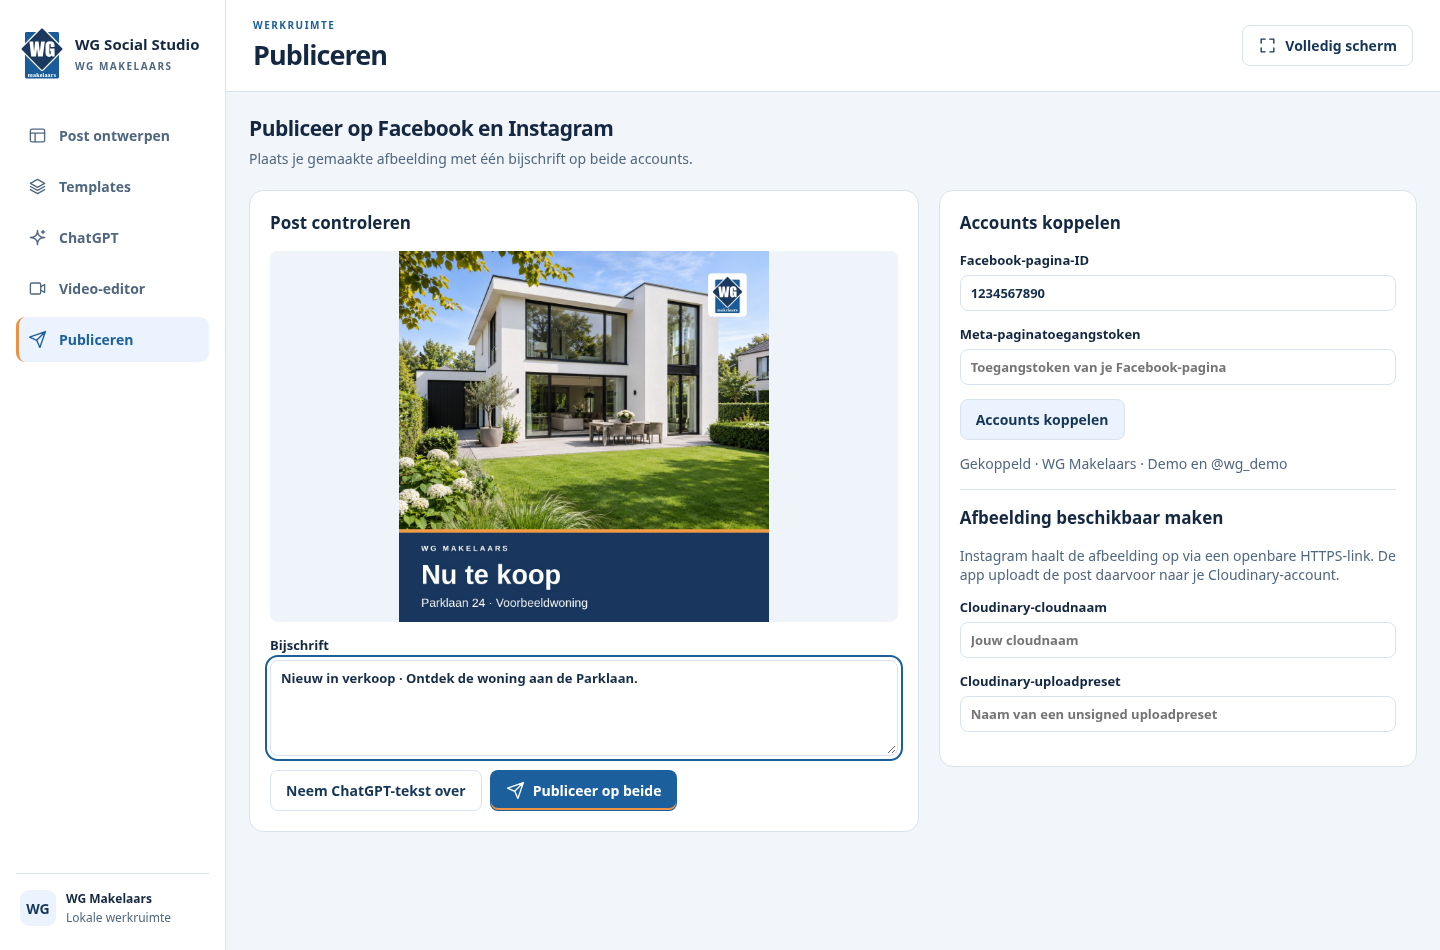 WG
makelaars
WG Social Studio
WG MAKELAARS
Post ontwerpen
Templates
ChatGPT
Video-editor
Publiceren
WG
WG Makelaars
Lokale werkruimte
WERKRUIMTE
Publiceren
Volledig scherm
Publiceer op Facebook en Instagram
Plaats je gemaakte afbeelding met één bijschrift op beide accounts.
Post controleren
WG
makelaars
WG MAKELAARS
Nu te koop
Parklaan 24 · Voorbeeldwoning
Bijschrift
Nieuw in verkoop · Ontdek de woning aan de Parklaan.
Neem ChatGPT-tekst over
Publiceer op beide
Accounts koppelen
Facebook-pagina-ID
1234567890
Meta-paginatoegangstoken
Toegangstoken van je Facebook-pagina
Accounts koppelen
Gekoppeld · WG Makelaars · Demo en @wg_demo
Afbeelding beschikbaar maken
Instagram haalt de afbeelding op via een openbare HTTPS-link. De
app uploadt de post daarvoor naar je Cloudinary-account.
Cloudinary-cloudnaam
Jouw cloudnaam
Cloudinary-uploadpreset
Naam van een unsigned uploadpreset